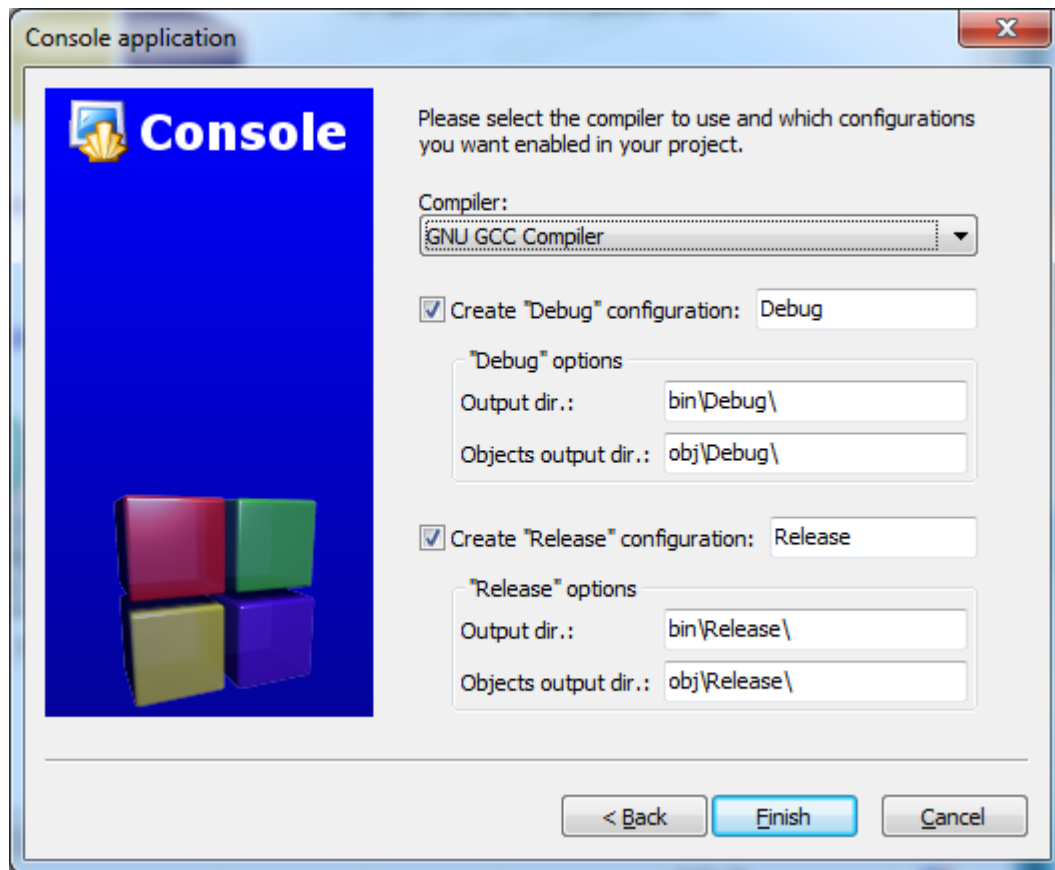 Console application
Console
Please select the compiler to use and which configurations
you want enabled in your project.
Compiler:
GNU GCC Compiler
Create "Debug" configuration: Debug
"Debug" options
Output dir.: bin\Debug\
Objects output dir.: obj\Debug\
Create "Release" configuration: Release
"Release" options
Output dir.: bin\Release\
Objects output dir.: obj\Release\
< Back Finish Cancel